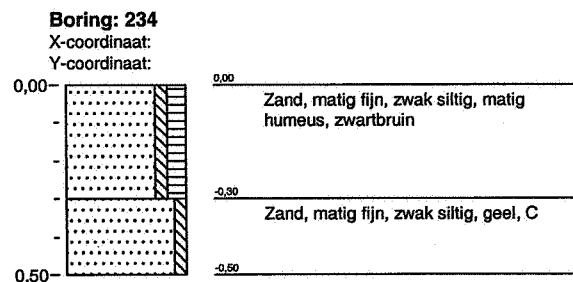 Boring: 234
X-coordinaat:
Y-coordinaat:
0,00
0,00
Zand, matig fijn, zwak siltig, matig
humeus, zwartbruin
-0,30
Zand, matig fijn, zwak siltig, geel, C
0,50
-0,50